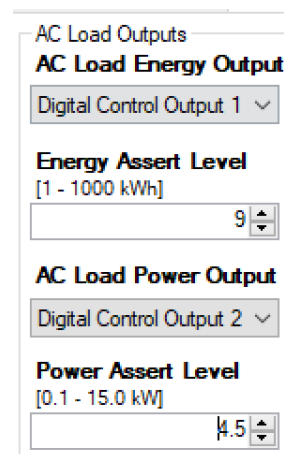 AC Load Outputs
AC Load Energy Output
Digital Control Output 1
Energy Assert Level
[1 - 1000 kWh]
9
AC Load Power Output
Digital Control Output 2
Power Assert Level
[0.1 - 15.0 kW]
4.5